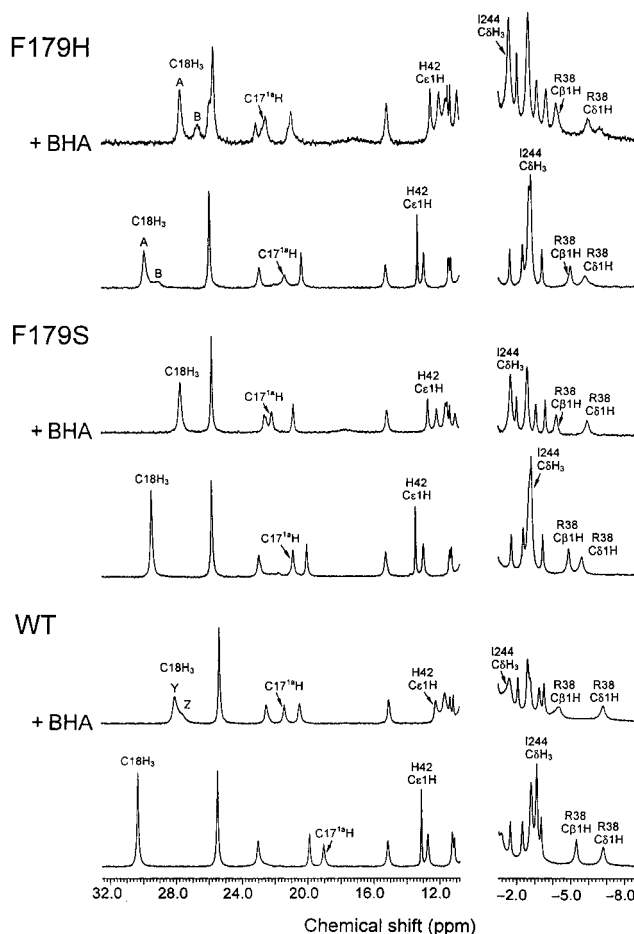 F179H
C18H₃
A
B
C17¹ᵃH
H42
Cε1H
I244
CδH₃
R38
Cβ1H
R38
Cδ1H
+ BHA
C18H₃
A
B
C17¹ᵃH
H42
Cε1H
I244
CδH₃
R38
Cβ1H
R38
Cδ1H
F179S
C18H₃
C17¹ᵃH
H42
Cε1H
I244
CδH₃
R38
Cβ1H
R38
Cδ1H
+ BHA
C18H₃
C17¹ᵃH
H42
Cε1H
I244
CδH₃
R38
Cβ1H
R38
Cδ1H
WT
C18H₃
Y
Z
C17¹ᵃH
H42
Cε1H
I244
CδH₃
R38
Cβ1H
R38
Cδ1H
+ BHA
C18H₃
C17¹ᵃH
H42
Cε1H
I244
CδH₃
R38
Cβ1H
R38
Cδ1H
32.0 28.0 24.0 20.0 16.0 12.0 −2.0 −5.0 −8.0
Chemical shift (ppm)